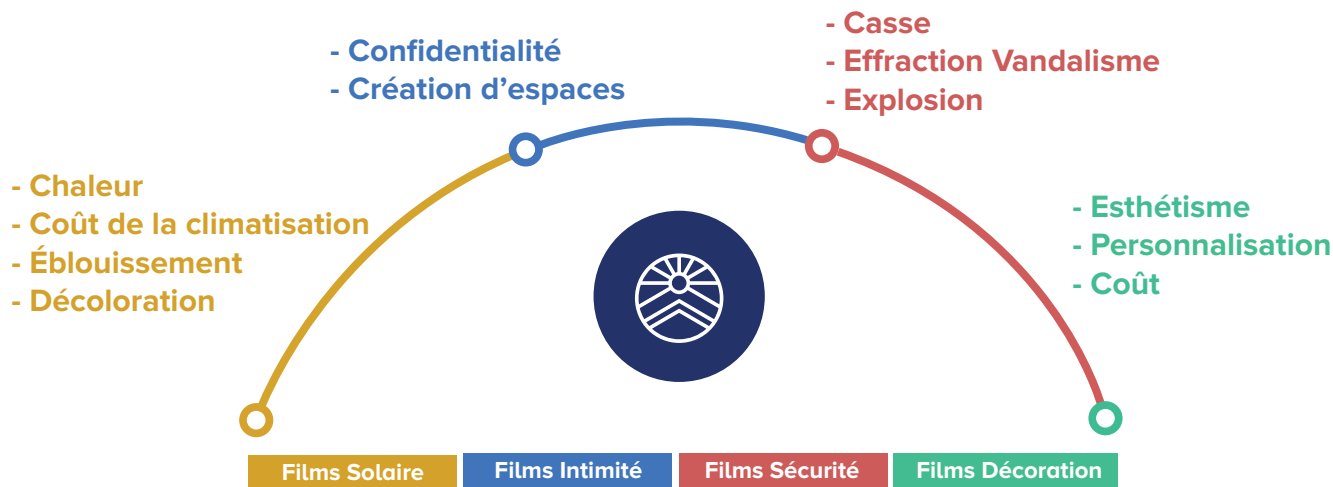 - Chaleur
- Coût de la climatisation
- Éblouissement
- Décoloration
- Confidentialité
- Création d’espaces
- Casse
- Effraction Vandalisme
- Explosion
- Esthétisme
- Personnalisation
- Coût
Films Solaire
Films Intimité
Films Sécurité
Films Décoration